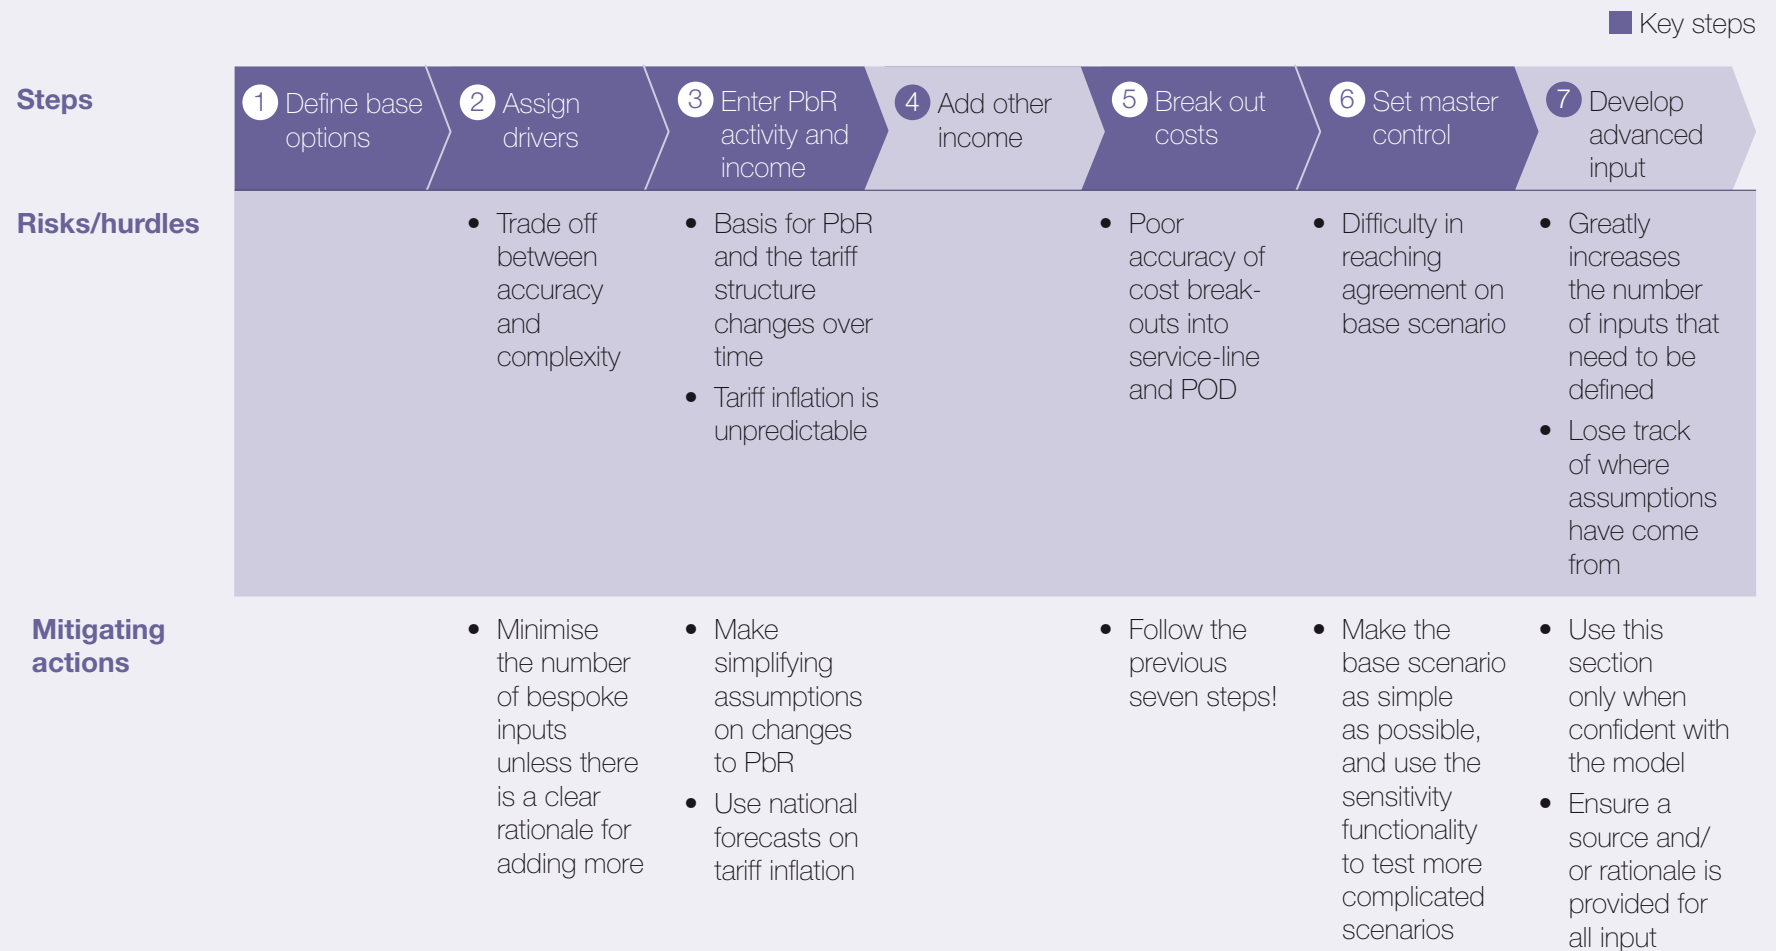 Key steps
Steps
1 Define base
options
2 Assign
drivers
3 Enter PbR
activity and
income
4 Add other
income
5 Break out
costs
6 Set master
control
7 Develop
advanced
input
Risks/hurdles
• Trade off
between
accuracy
and
complexity
• Basis for PbR
and the tariff
structure
changes over
time
• Tariff inflation is
unpredictable
• Poor
accuracy of
cost break-
outs into
service-line
and POD
• Difficulty in
reaching
agreement on
base scenario
• Greatly
increases
the number
of inputs that
need to be
defined
• Lose track
of where
assumptions
have come
from
Mitigating
actions
• Minimise
the number
of bespoke
inputs
unless there
is a clear
rationale for
adding more
• Make
simplifying
assumptions
on changes
to PbR
• Use national
forecasts on
tariff inflation
• Follow the
previous
seven steps!
• Make the
base scenario
as simple
as possible,
and use the
sensitivity
functionality
to test more
complicated
scenarios
• Use this
section
only when
confident with
the model
• Ensure a
source and/
or rationale is
provided for
all input